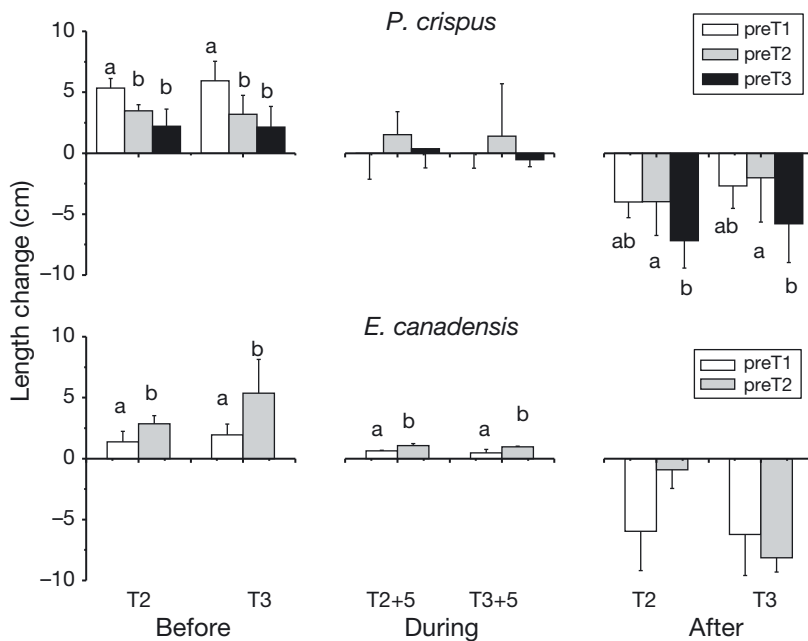 10
P. crispus
preT1
preT2
preT3
a
b
b
a
b
b
5
0
−5
−10
ab
a
b
ab
a
b
Length change (cm)
10
E. canadensis
preT1
preT2
a
b
a
b
a
b
a
b
5
0
−5
−10
T2
T3
T2+5
T3+5
T2
T3
Before
During
After